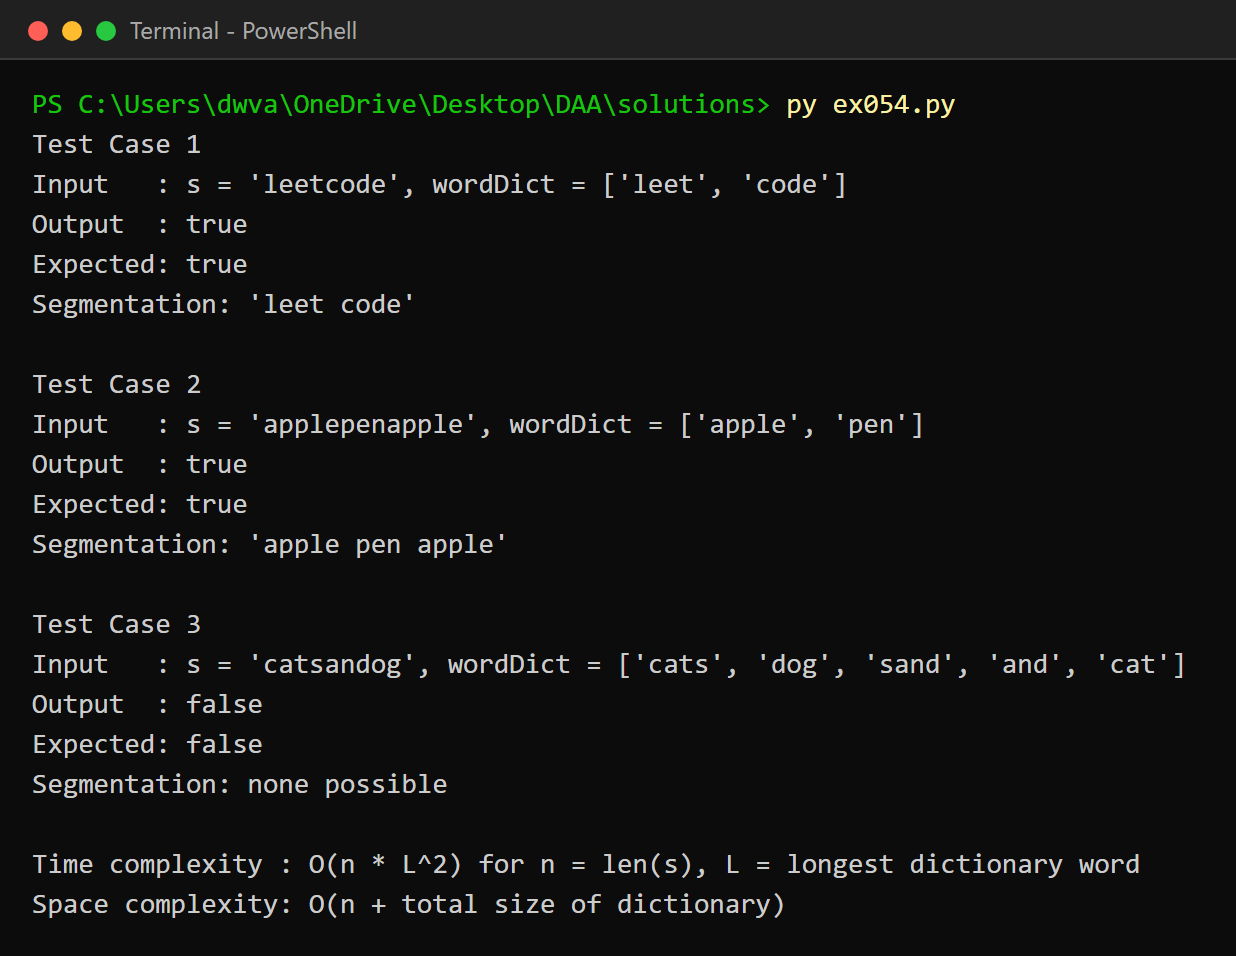 Terminal - PowerShell
PS C:\Users\dwva\OneDrive\Desktop\DAA\solutions> py ex054.py
Test Case 1
Input   : s = 'leetcode', wordDict = ['leet', 'code']
Output  : true
Expected: true
Segmentation: 'leet code'

Test Case 2
Input   : s = 'applepenapple', wordDict = ['apple', 'pen']
Output  : true
Expected: true
Segmentation: 'apple pen apple'

Test Case 3
Input   : s = 'catsandog', wordDict = ['cats', 'dog', 'sand', 'and', 'cat']
Output  : false
Expected: false
Segmentation: none possible

Time complexity : O(n * L^2) for n = len(s), L = longest dictionary word
Space complexity: O(n + total size of dictionary)